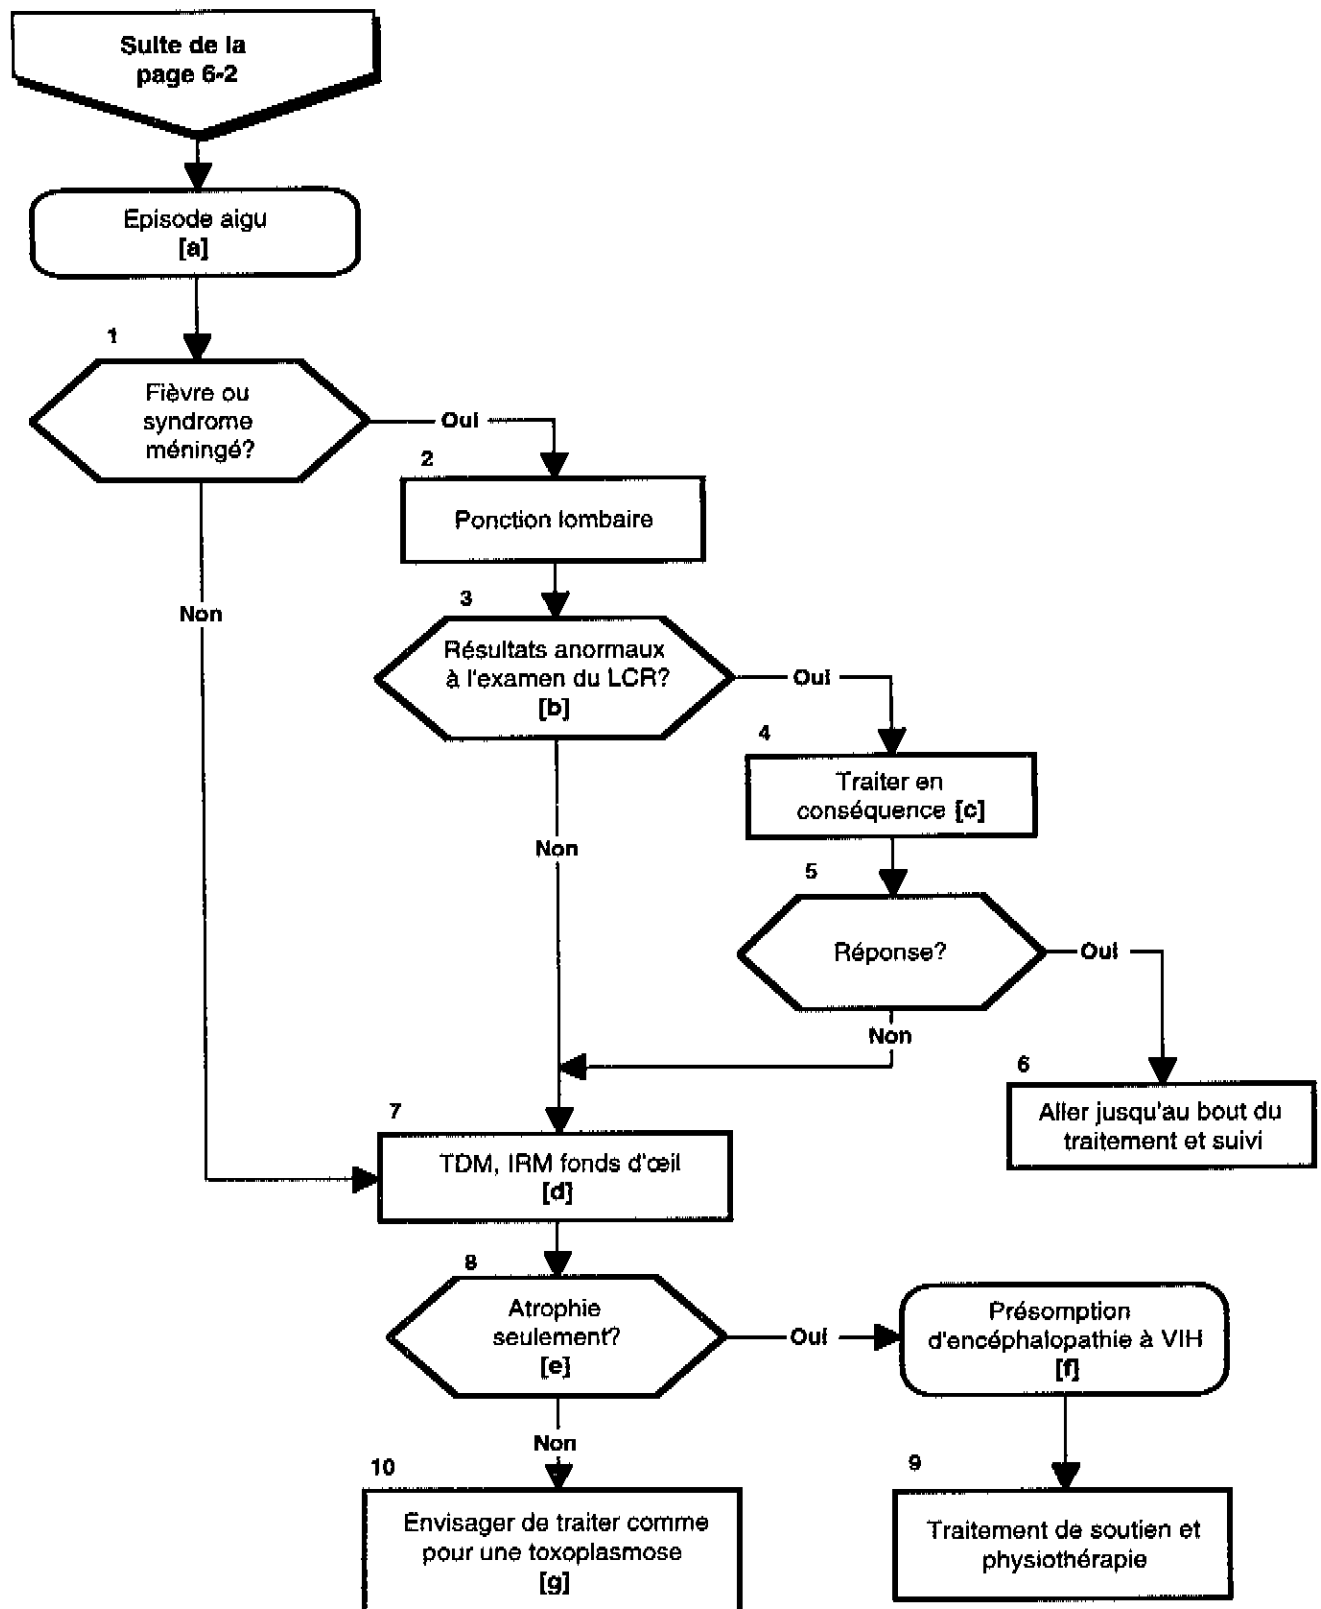 Suite de la
page 6-2
Episode aigu
[a]
1
Fièvre ou
syndrome
méningé?
Oui
2
Ponction lombaire
Non
3
Résultats anormaux
à l'examen du LCR?
[b]
Oui
4
Traiter en
conséquence [c]
Non
5
Réponse?
Oui
Non
6
Aller jusqu'au bout du
traitement et suivi
7
TDM, IRM fonds d'œil
[d]
8
Atrophie
seulement?
[e]
Oui
Présomption
d'encéphalopathie à VIH
[f]
Non
9
Traitement de soutien et
physiothérapie
10
Envisager de traiter comme
pour une toxoplasmose
[g]